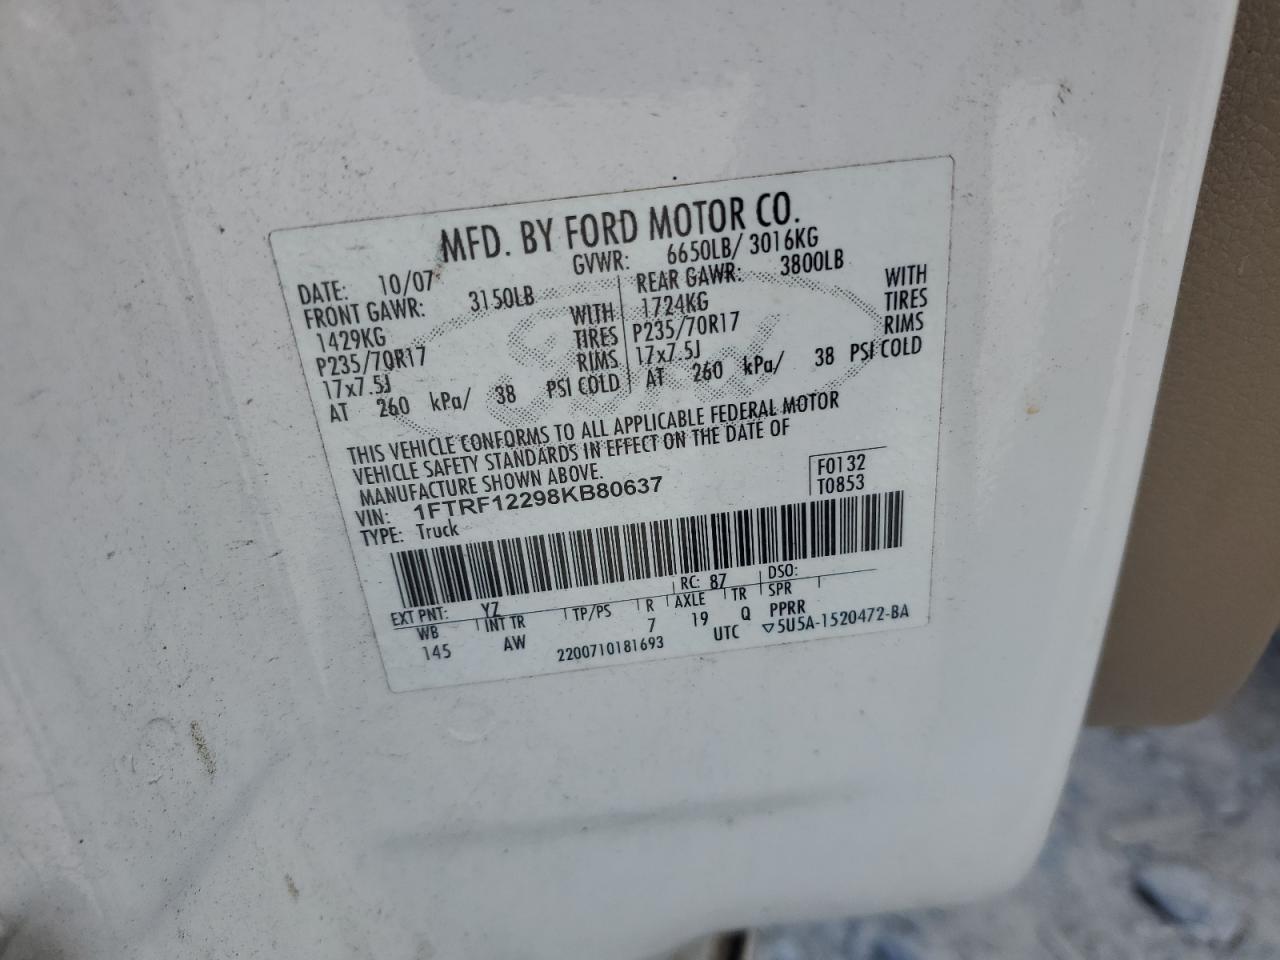 MFD. BY FORD MOTOR CO.
DATE: 10/07 GVWR: 6650LB/ 3016KG
FRONT GAWR: 3150LB REAR GAWR: 3800LB
1429KG WITH 1724KG WITH
P235/70R17 TIRES P235/70R17 TIRES
17x7.5J RIMS 17x7.5J RIMS
AT 260 kPa/ 38 PSI COLD AT 260 kPa/ 38 PSI COLD
THIS VEHICLE CONFORMS TO ALL APPLICABLE FEDERAL MOTOR
VEHICLE SAFETY STANDARDS IN EFFECT ON THE DATE OF
MANUFACTURE SHOWN ABOVE.
VIN: 1FTRF12298KB80637 F0132
TYPE: Truck T0853
EXT PNT: YZ RC: 87 DSO:
WB INT TR TP/PS R AXLE TR SPR
145 AW 7 19 Q PPRR
2200710181693 UTC ▽5U5A-1520472-BA